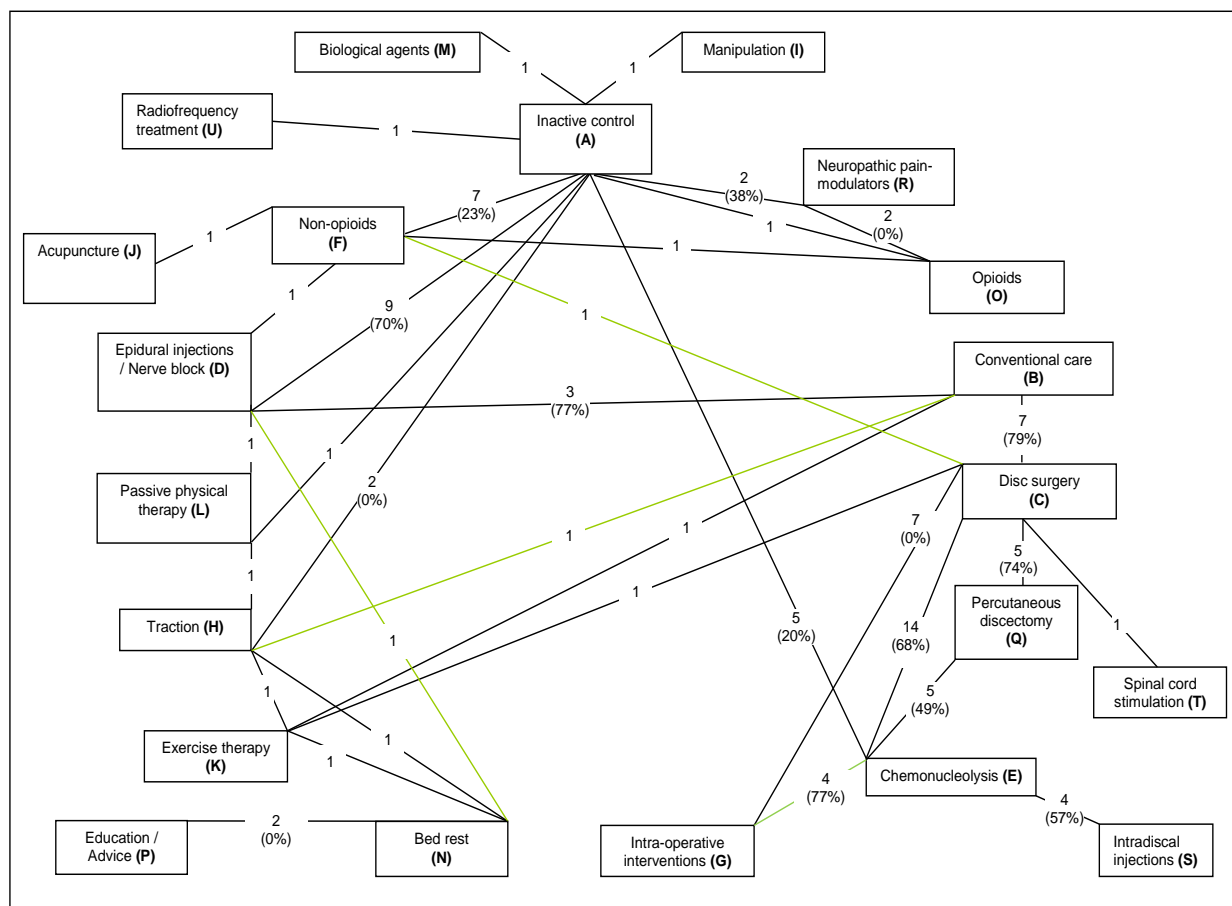 Biological agents (M)
Manipulation (I)
1
1
Radiofrequency
treatment (U)
1
Inactive control
(A)
Neuropathic pain-
modulators (R)
2
(38%)
7
(23%)
2
(0%)
Non-opioids
(F)
1
1
1
Acupuncture (J)
Opioids
(O)
1
9
(70%)
1
Epidural injections
/ Nerve block (D)
Conventional care
(B)
3
(77%)
7
(79%)
1
1
2
(0%)
Passive physical
therapy (L)
Disc surgery
(C)
7
(0%)
1
1
5
(74%)
1
1
Traction (H)
Percutaneous
discectomy
(Q)
5
(20%)
14
(68%)
1
1
Spinal cord
stimulation (T)
1
5
(49%)
Exercise therapy
(K)
1
1
Chemonucleolysis (E)
4
(77%)
4
(57%)
Education /
Advice (P)
2
(0%)
Bed rest
(N)
Intra-operative
interventions (G)
Intradiscal
injections (S)